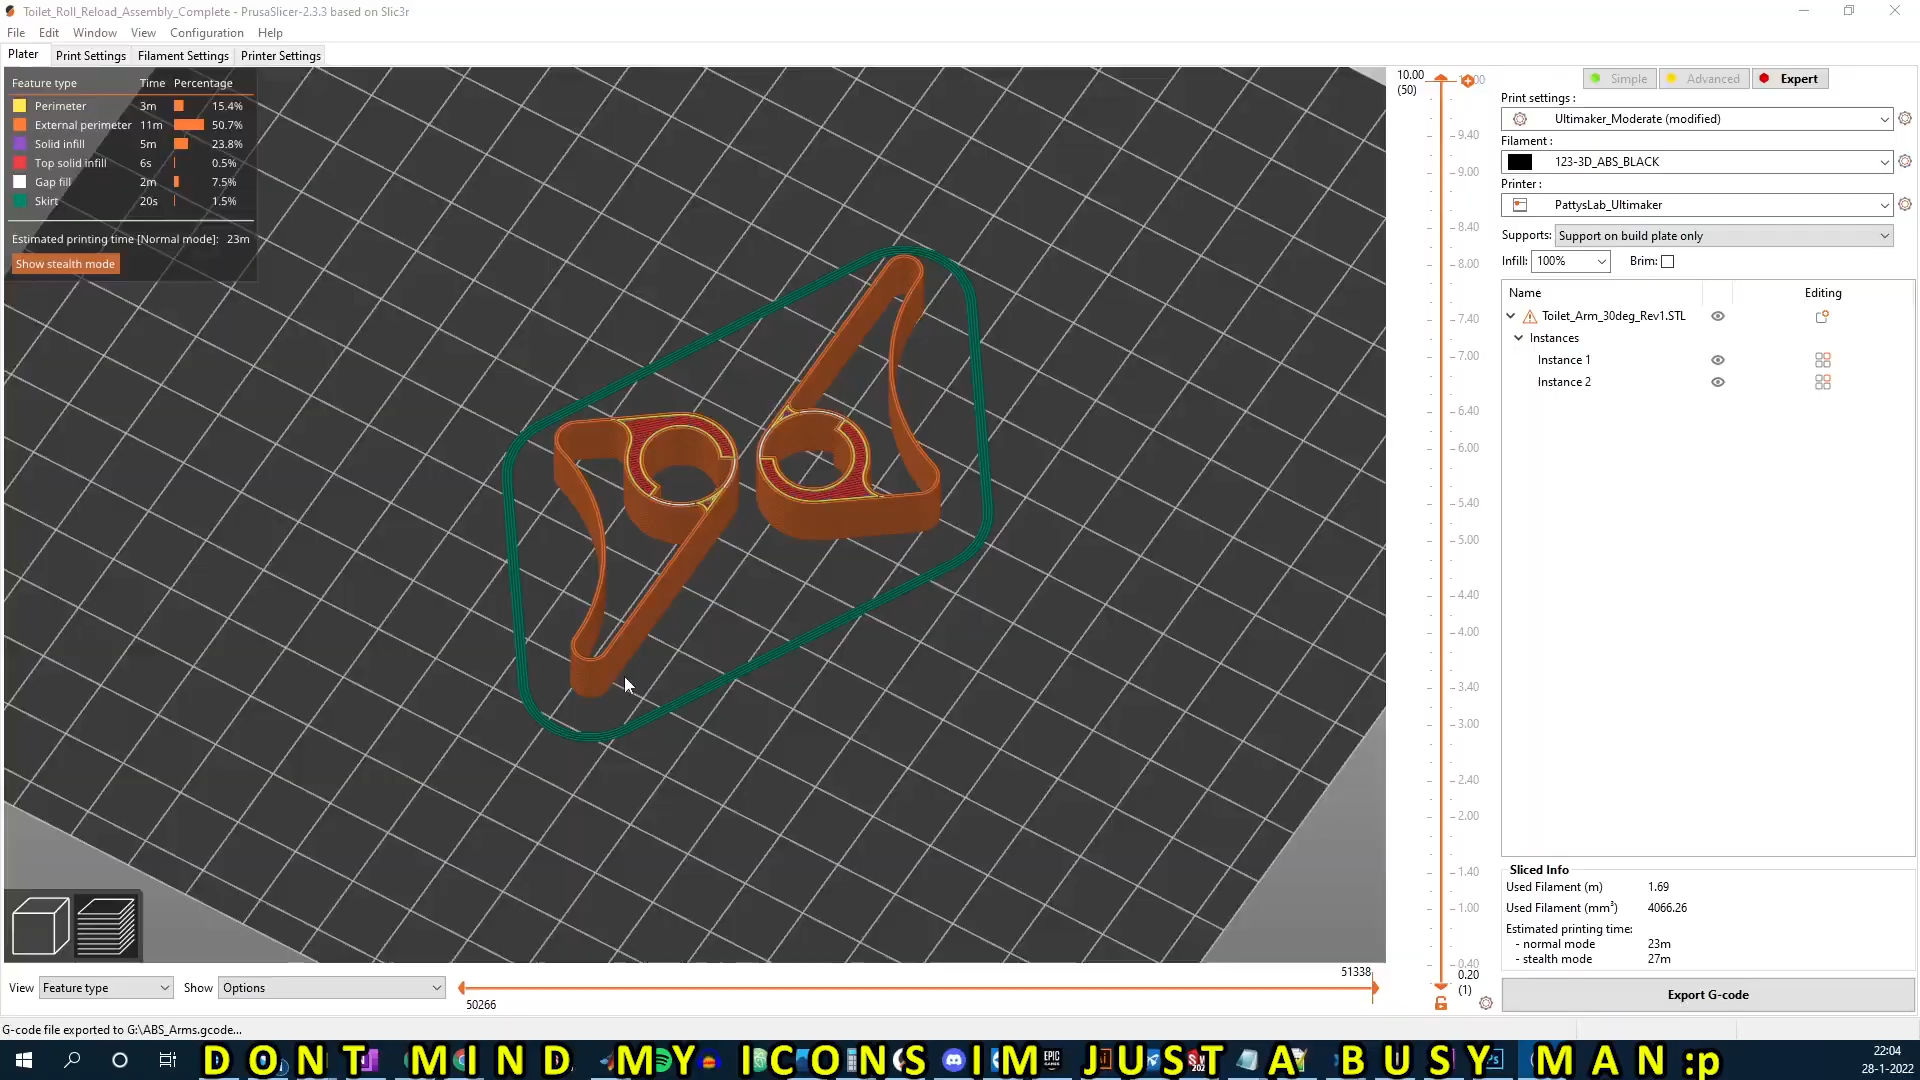 Toilet_Roll_Reload_Assembly_Complete - PrusaSlicer-2.3.3 based on Slic3r
File Edit Window View Configuration Help
Plater Print Settings Filament Settings Printer Settings
Feature type Time Percentage
Perimeter 3m 15.4%
External perimeter 11m 50.7%
Solid infill 5m 23.8%
Top solid infill 6s 0.5%
Gap fill 2m 7.5%
Skirt 20s 1.5%
Estimated printing time [Normal mode]: 23m
Show stealth mode
10.00
(50)
9.40
9.00
8.40
8.00
7.40
7.00
6.40
6.00
5.40
5.00
4.40
4.00
3.40
3.00
2.40
2.00
1.40
1.00
0.40
0.20
(1)
Simple Advanced Expert
Print settings :
Ultimaker_Moderate (modified)
Filament :
123-3D_ABS_BLACK
Printer :
PattysLab_Ultimaker
Supports: Support on build plate only
Infill: 100% Brim:
Name Editing
Toilet_Arm_30deg_Rev1.STL
Instances
Instance 1
Instance 2
Sliced Info
Used Filament (m) 1.69
Used Filament (mm³) 4066.26
Estimated printing time:
- normal mode 23m
- stealth mode 27m
Export G-code
View Feature type Show Options
51338
50266
G-code file exported to G:\ABS_Arms.gcode...
DONT MIND MY ICONS IM JUST A BUSY MAN :p
22:04
28-1-2022